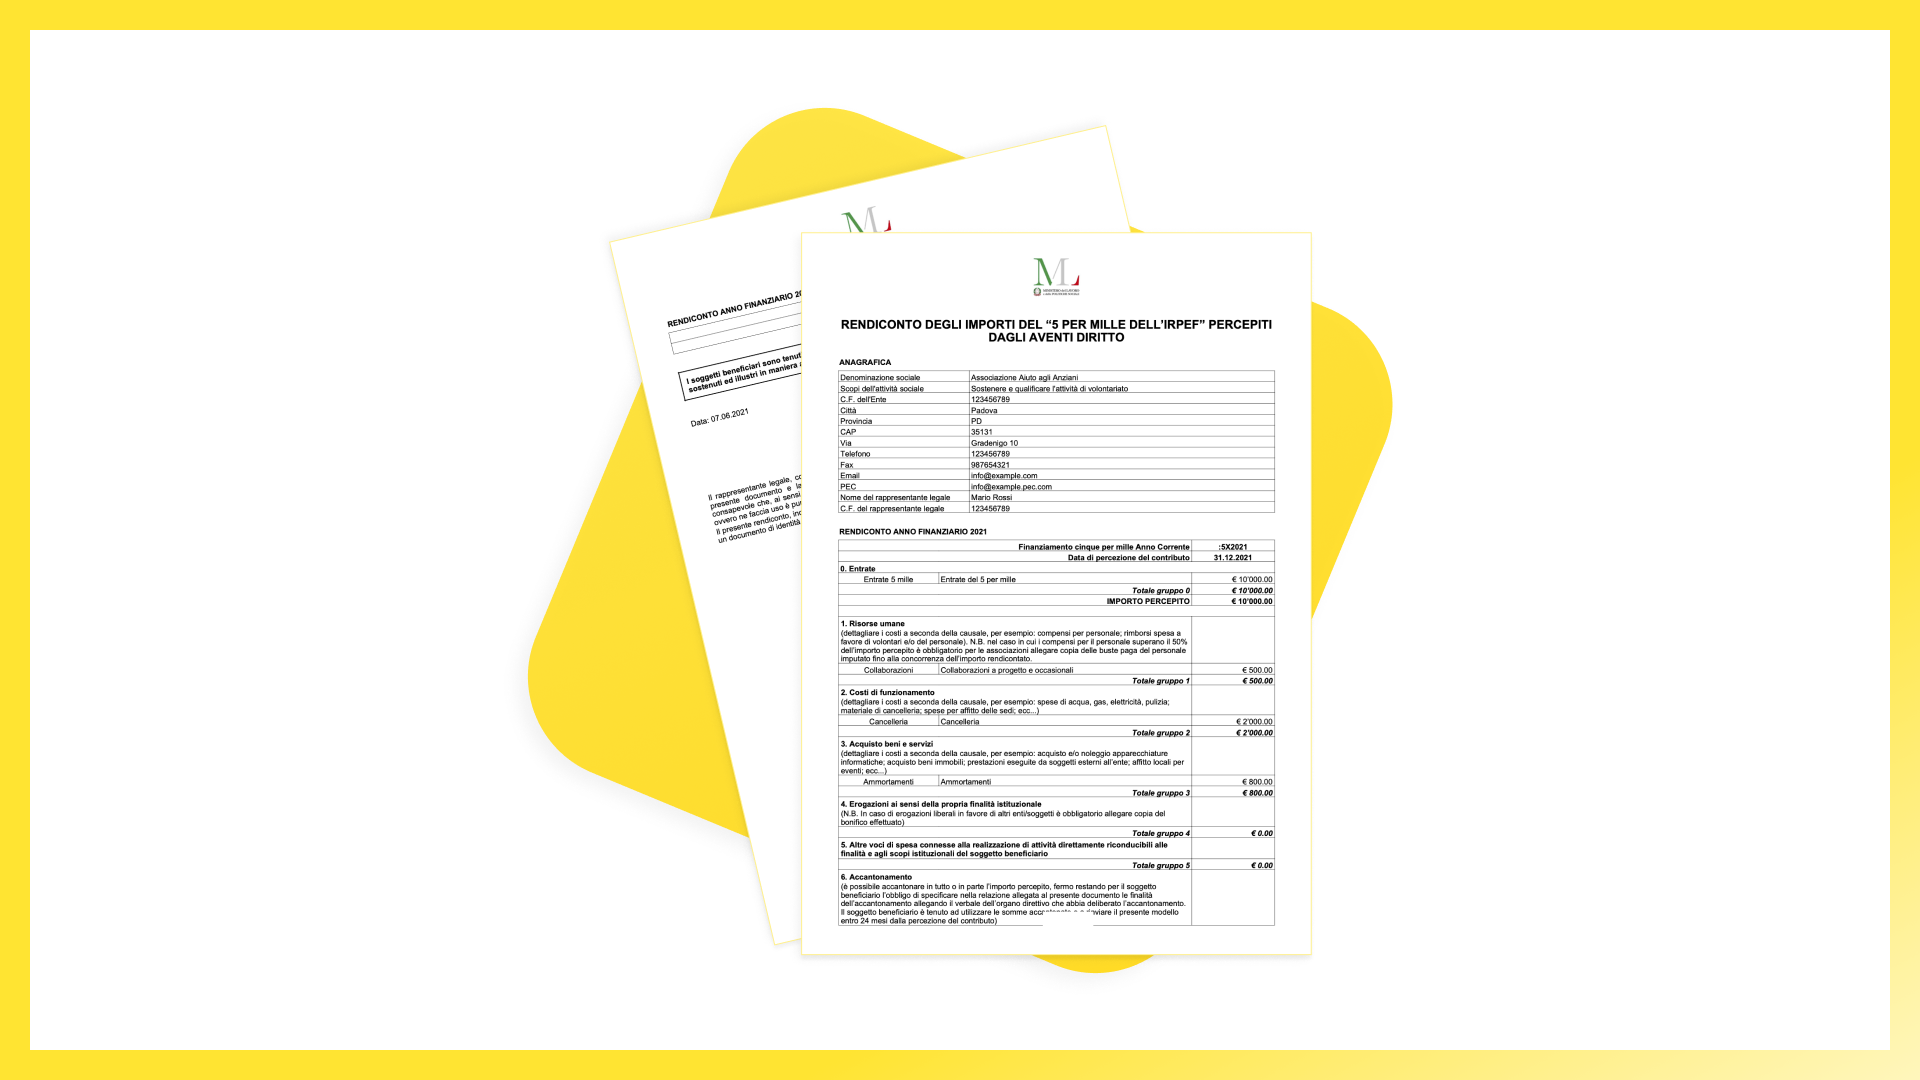 ML
RENDICONTO ANNO FINANZIARIO 20
I soggetti beneficiari sono tenut
sostenuti ed illustri in maniera
Data: 07.06.2021
Il rappresentante legale, co
presente documento e la
consapevole che, ai sensi
ovvero ne faccia uso è pu
Il presente rendiconto, inc
un documento di identità
ML
RENDICONTO DEGLI IMPORTI DEL “5 PER MILLE DELL'IRPEF” PERCEPITI
DAGLI AVENTI DIRITTO
ANAGRAFICA
Denominazione sociale Associazione Aiuto agli Anziani
Scopi dell'attività sociale Sostenere e qualificare l'attività di volontariato
C.F. dell'Ente 123456789
Città Padova
Provincia PD
CAP 35131
Via Gradenigo 10
Telefono 123456789
Fax 987654321
Email info@example.com
PEC info@example.pec.com
Nome del rappresentante legale Mario Rossi
C.F. del rappresentante legale 123456789
RENDICONTO ANNO FINANZIARIO 2021
Finanziamento cinque per mille Anno Corrente :5X2021
Data di percezione del contributo 31.12.2021
0. Entrate
Entrate 5 mille Entrate del 5 per mille € 10'000.00
Totale gruppo 0 € 10'000.00
IMPORTO PERCEPITO € 10'000.00
1. Risorse umane
(dettagliare i costi a seconda della causale, per esempio: compensi per personale; rimborsi spesa a
favore di volontari e/o del personale). N.B. nel caso in cui i compensi per il personale superano il 50%
dell'importo percepito è obbligatorio per le associazioni allegare copia delle buste paga del personale
imputato fino alla concorrenza dell'importo rendicontato.
Collaborazioni Collaborazioni a progetto e occasionali € 500.00
Totale gruppo 1 € 500.00
2. Costi di funzionamento
(dettagliare i costi a seconda della causale, per esempio: spese di acqua, gas, elettricità, pulizia;
materiale di cancelleria; spese per affitto delle sedi; ecc...)
Cancelleria Cancelleria € 2'000.00
Totale gruppo 2 € 2'000.00
3. Acquisto beni e servizi
(dettagliare i costi a seconda della causale, per esempio: acquisto e/o noleggio apparecchiature
informatiche; acquisto beni immobili; prestazioni eseguite da soggetti esterni all'ente; affitto locali per
eventi; ecc...)
Ammortamenti Ammortamenti € 800.00
Totale gruppo 3 € 800.00
4. Erogazioni ai sensi della propria finalità istituzionale
(N.B. In caso di erogazioni liberali in favore di altri enti/soggetti è obbligatorio allegare copia del
bonifico effettuato)
Totale gruppo 4 € 0.00
5. Altre voci di spesa connesse alla realizzazione di attività direttamente riconducibili alle
finalità e agli scopi istituzionali del soggetto beneficiario
Totale gruppo 5 € 0.00
6. Accantonamento
(è possibile accantonare in tutto o in parte l'importo percepito, fermo restando per il soggetto
beneficiario l'obbligo di specificare nella relazione allegata al presente documento le finalità
dell'accantonamento allegando il verbale dell'organo direttivo che abbia deliberato l'accantonamento.
Il soggetto beneficiario è tenuto ad utilizzare le somme il presente modello
entro 24 mesi dalla percezione del contributo)